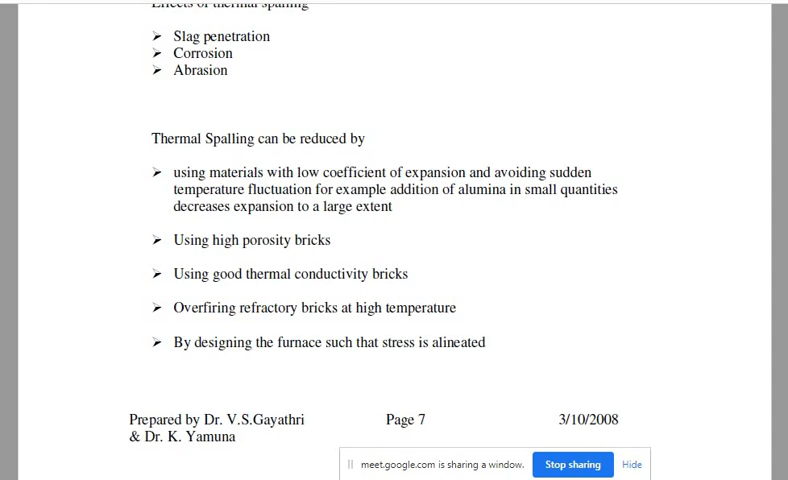 Effects of thermal spalling
Slag penetration
Corrosion
Abrasion
Thermal Spalling can be reduced by
using materials with low coefficient of expansion and avoiding sudden
temperature fluctuation for example addition of alumina in small quantities
decreases expansion to a large extent
Using high porosity bricks
Using good thermal conductivity bricks
Overfiring refractory bricks at high temperature
By designing the furnace such that stress is alineated
Prepared by Dr. V.S.Gayathri Page 7 3/10/2008
& Dr. K. Yamuna
meet.google.com is sharing a window. Stop sharing Hide